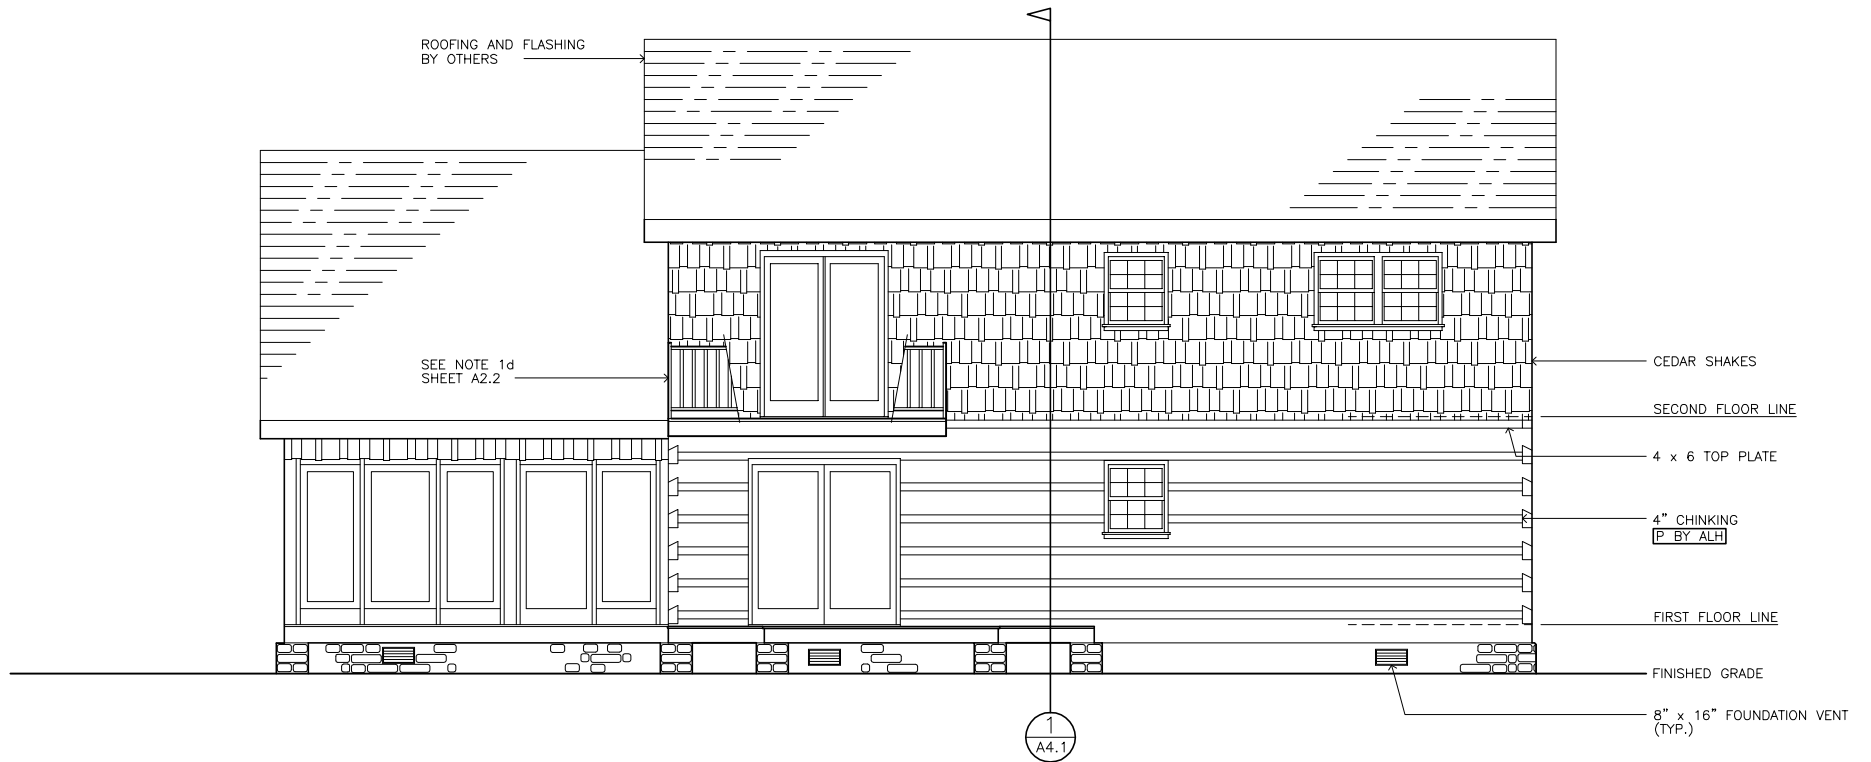 ROOFING AND FLASHING
BY OTHERS
SEE NOTE 1d
SHEET A2.2
CEDAR SHAKES
SECOND FLOOR LINE
4 x 6 TOP PLATE
4" CHINKING
P BY ALH
FIRST FLOOR LINE
FINISHED GRADE
8" x 16" FOUNDATION VENT
(TYP.)
1
A4.1